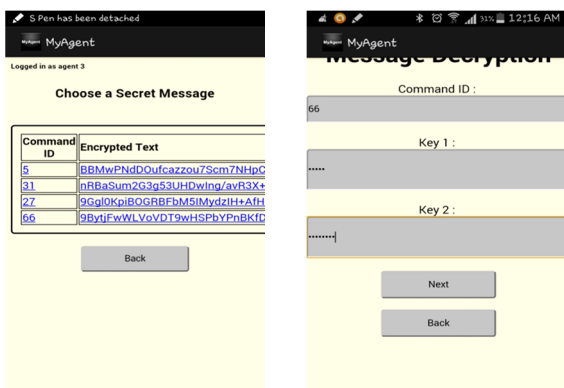 S Pen has been detached
MyAgent
Logged in as agent 3
Choose a Secret Message
Command ID Encrypted Text
5 BBMwPNdDOufcazzou7Scm7NHpC
31 nRBaSum2G3g53UHDwIng/avR3X+
27 9Ggl0KpiBOGRBFbM5IMydzIH+AfH
66 9BytjFwWLVoVDT9wHSPbYPnBKfD
Back
31% 12:16 AM
MyAgent
Message Decryption
Command ID :
66
Key 1 :
•••••
Key 2 :
••••••••
Next
Back